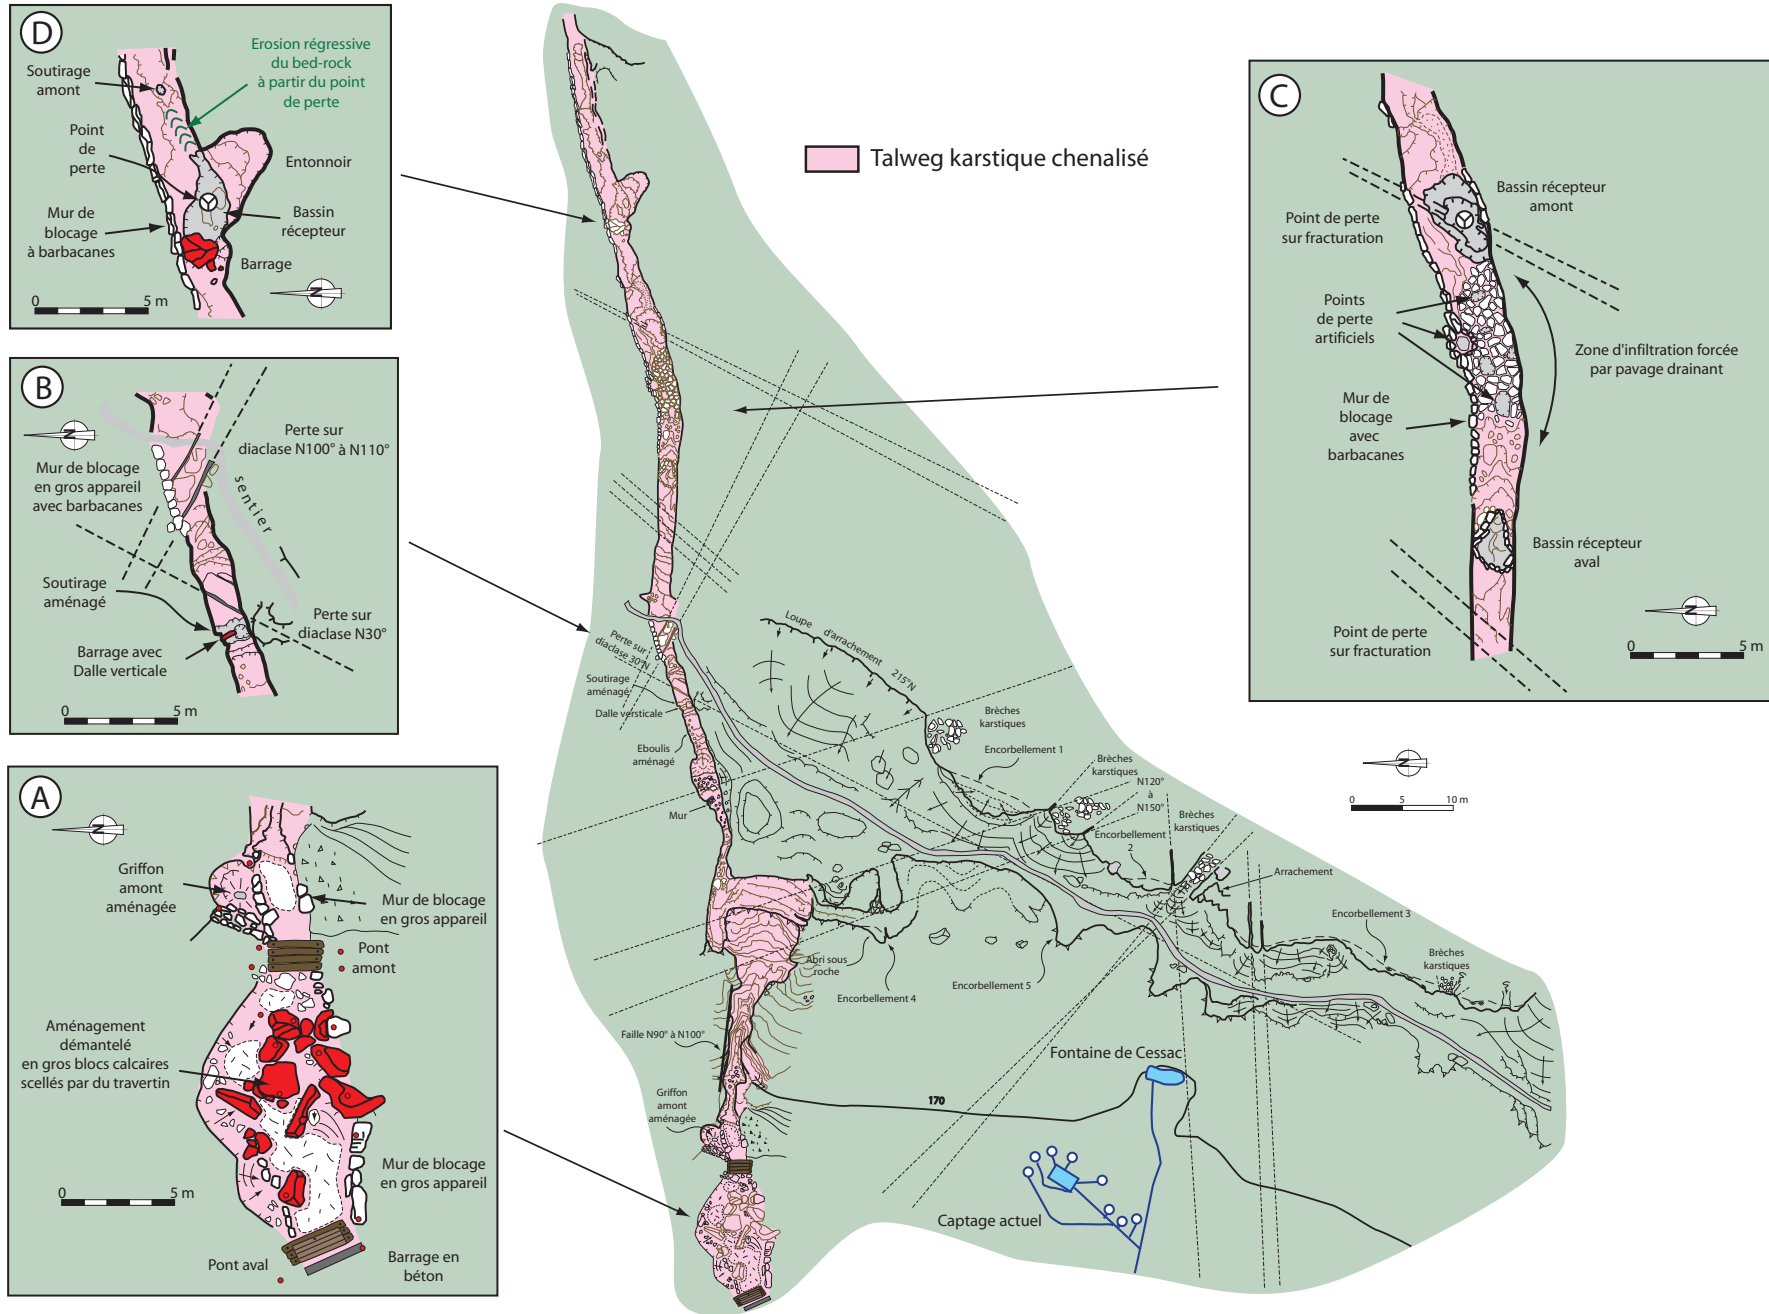 D
Soutirage
amont
Erosion régressive
du bed-rock
à partir du point
de perte
Point
de
perte
Entonnoir
Mur de
blocage
à barbacanes
Bassin
récepteur
Barrage
N
0 5 m
B
N
Perte sur
diaclase N100° à N110°
Mur de blocage
en gros appareil
avec barbacanes
sentier
Soutirage
aménagé
Perte sur
diaclase N30°
Barrage avec
Dalle verticale
0 5 m
A
N
Griffon
amont
aménagée
Mur de blocage
en gros appareil
Pont
amont
Aménagement
démantelé
en gros blocs calcaires
scellés par du travertin
Mur de blocage
en gros appareil
0 5 m
Pont aval
Barrage en
béton
Talweg karstique chenalisé
Perte sur
diaclase 30°N
Soutirage
aménagé
Dalle versticale
Eboulis
aménagé
Mur
Loupe d'arrachement 215°N
Brèches
karstiques
Encorbellement 1
Brèches
karstiques
N120°
à
N150°
Encorbellement
2
Brèches
karstiques
Arrachement
Encorbellement 3
Brèches
karstiques
Abri sous
roche
Encorbellement 4
Encorbellement 5
Faille N90° à N100°
Griffon
amont
aménagée
170
Fontaine de Cessac
Captage actuel
N
0 5 10 m
C
Bassin récepteur
amont
Point de perte
sur fracturation
Points
de perte
artificiels
Zone d'infiltration forcée
par pavage drainant
Mur de
blocage
avec
barbacanes
Bassin récepteur
aval
N
Point de perte
sur fracturation
0 5 m